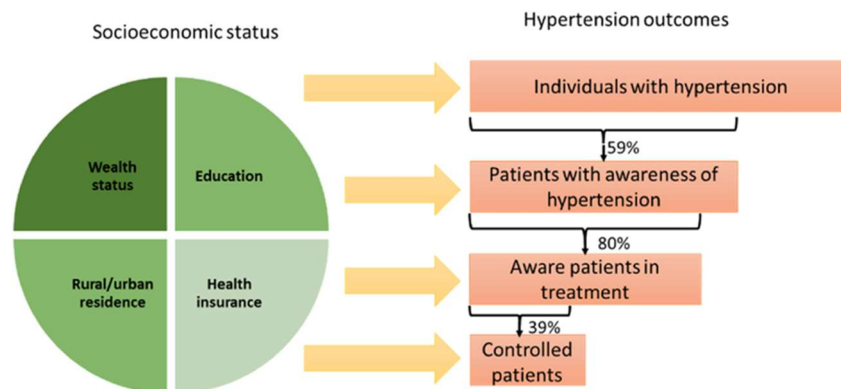 Socioeconomic status
Hypertension outcomes
Wealth
status
Education
Rural/urban
residence
Health
insurance
Individuals with hypertension
59%
Patients with awareness of
hypertension
80%
Aware patients in
treatment
39%
Controlled
patients